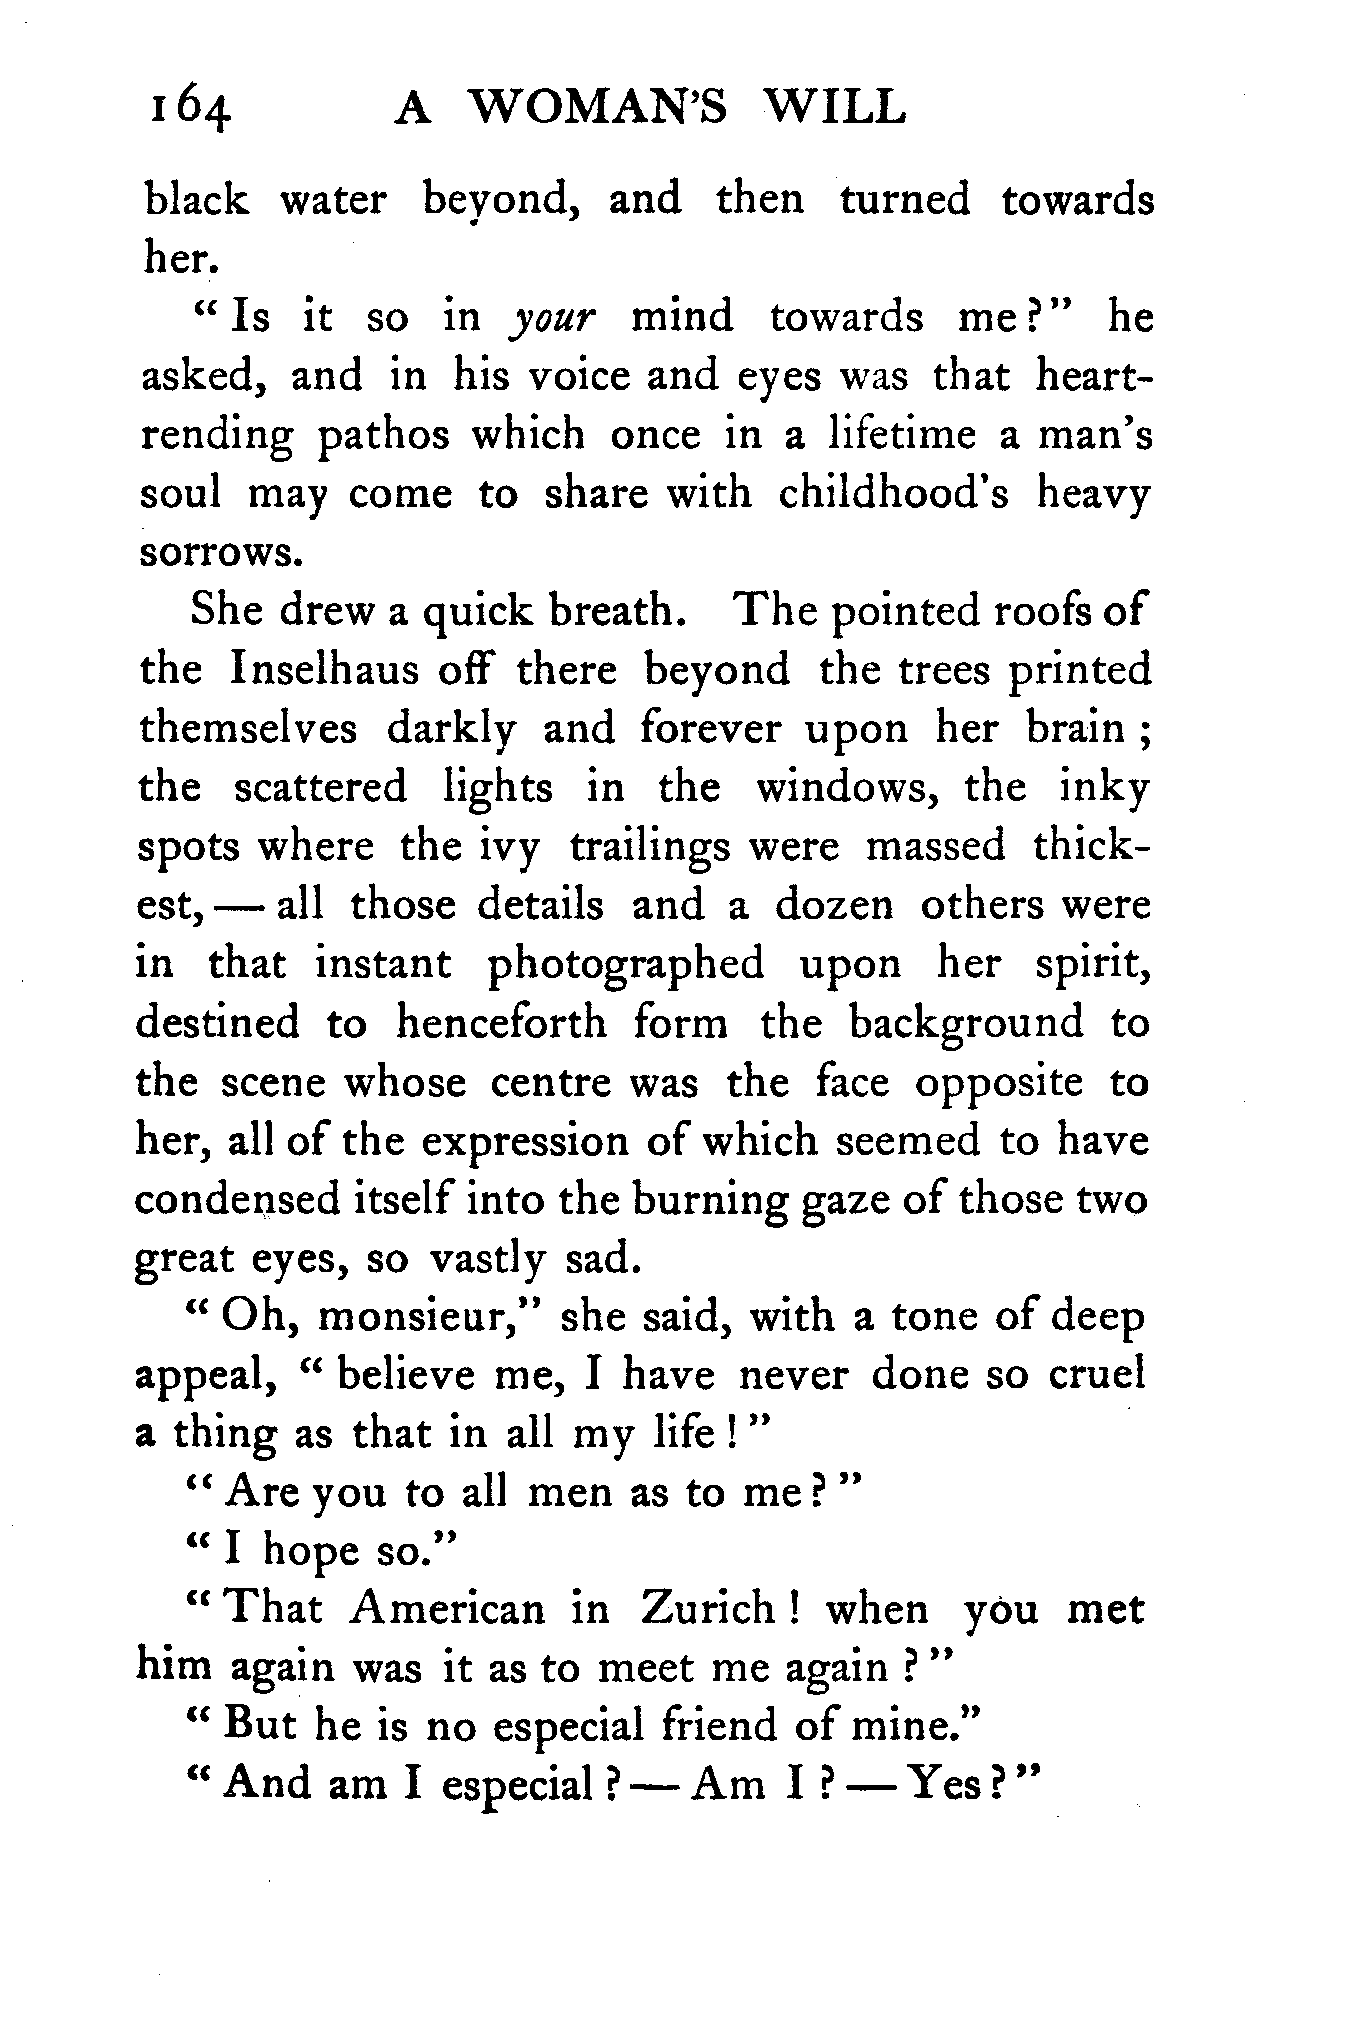 164 A WOMAN'S WILL
black water beyond, and then turned towards
her.
“ Is it so in your mind towards me?” he
asked, and in his voice and eyes was that heart-
rending pathos which once in a lifetime a man's
soul may come to share with childhood's heavy
sorrows.
She drew a quick breath. The pointed roofs of
the Inselhaus off there beyond the trees printed
themselves darkly and forever upon her brain ;
the scattered lights in the windows, the inky
spots where the ivy trailings were massed thick-
est, — all those details and a dozen others were
in that instant photographed upon her spirit,
destined to henceforth form the background to
the scene whose centre was the face opposite to
her, all of the expression of which seemed to have
condensed itself into the burning gaze of those two
great eyes, so vastly sad.
“ Oh, monsieur,” she said, with a tone of deep
appeal, “ believe me, I have never done so cruel
a thing as that in all my life ! ”
“ Are you to all men as to me ? ”
“ I hope so.”
“ That American in Zurich ! when you met
him again was it as to meet me again ? ”
“ But he is no especial friend of mine.”
“ And am I especial ? — Am I ? — Yes ? ”